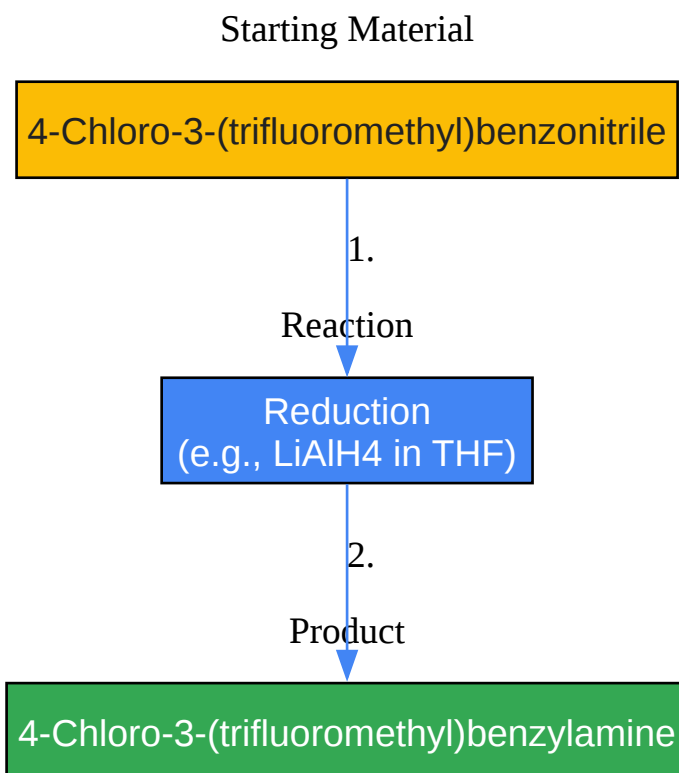 Starting Material
4-Chloro-3-(trifluoromethyl)benzonitrile
1.
Reaction
Reduction
(e.g., LiAlH4 in THF)
2.
Product
4-Chloro-3-(trifluoromethyl)benzylamine